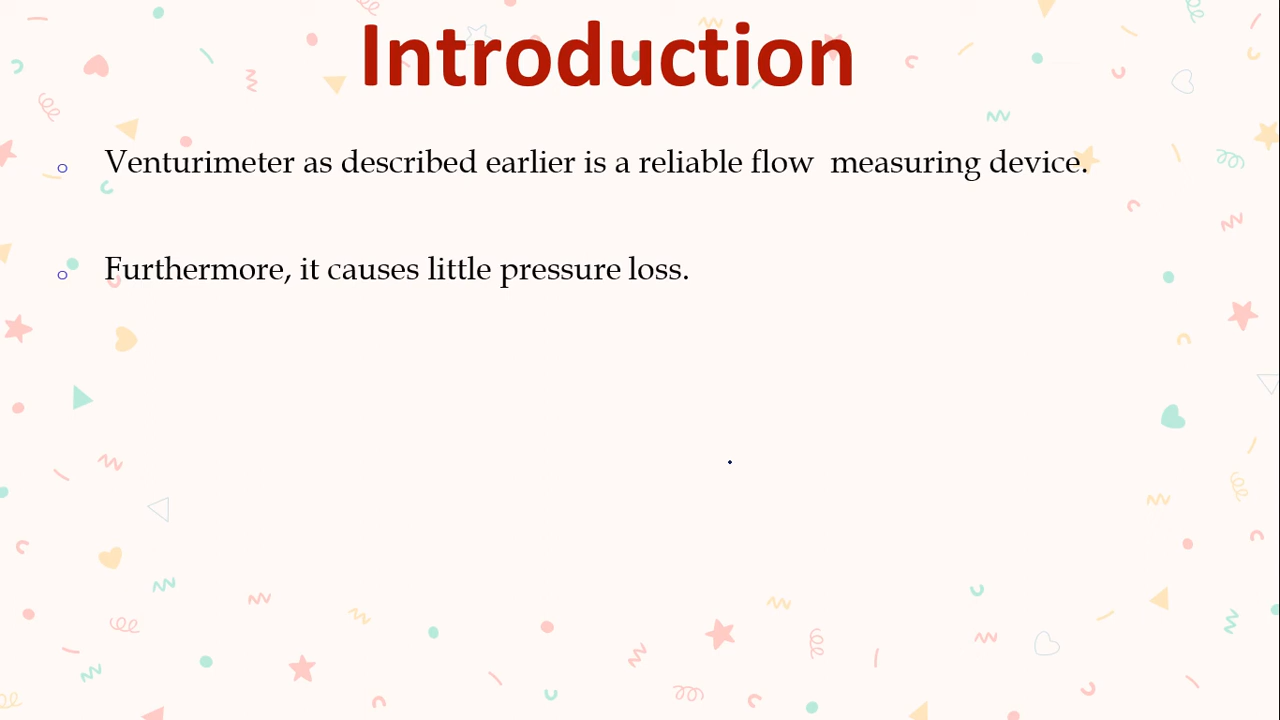 Introduction
Venturimeter as described earlier is a reliable flow  measuring device.
Furthermore, it causes little pressure loss.